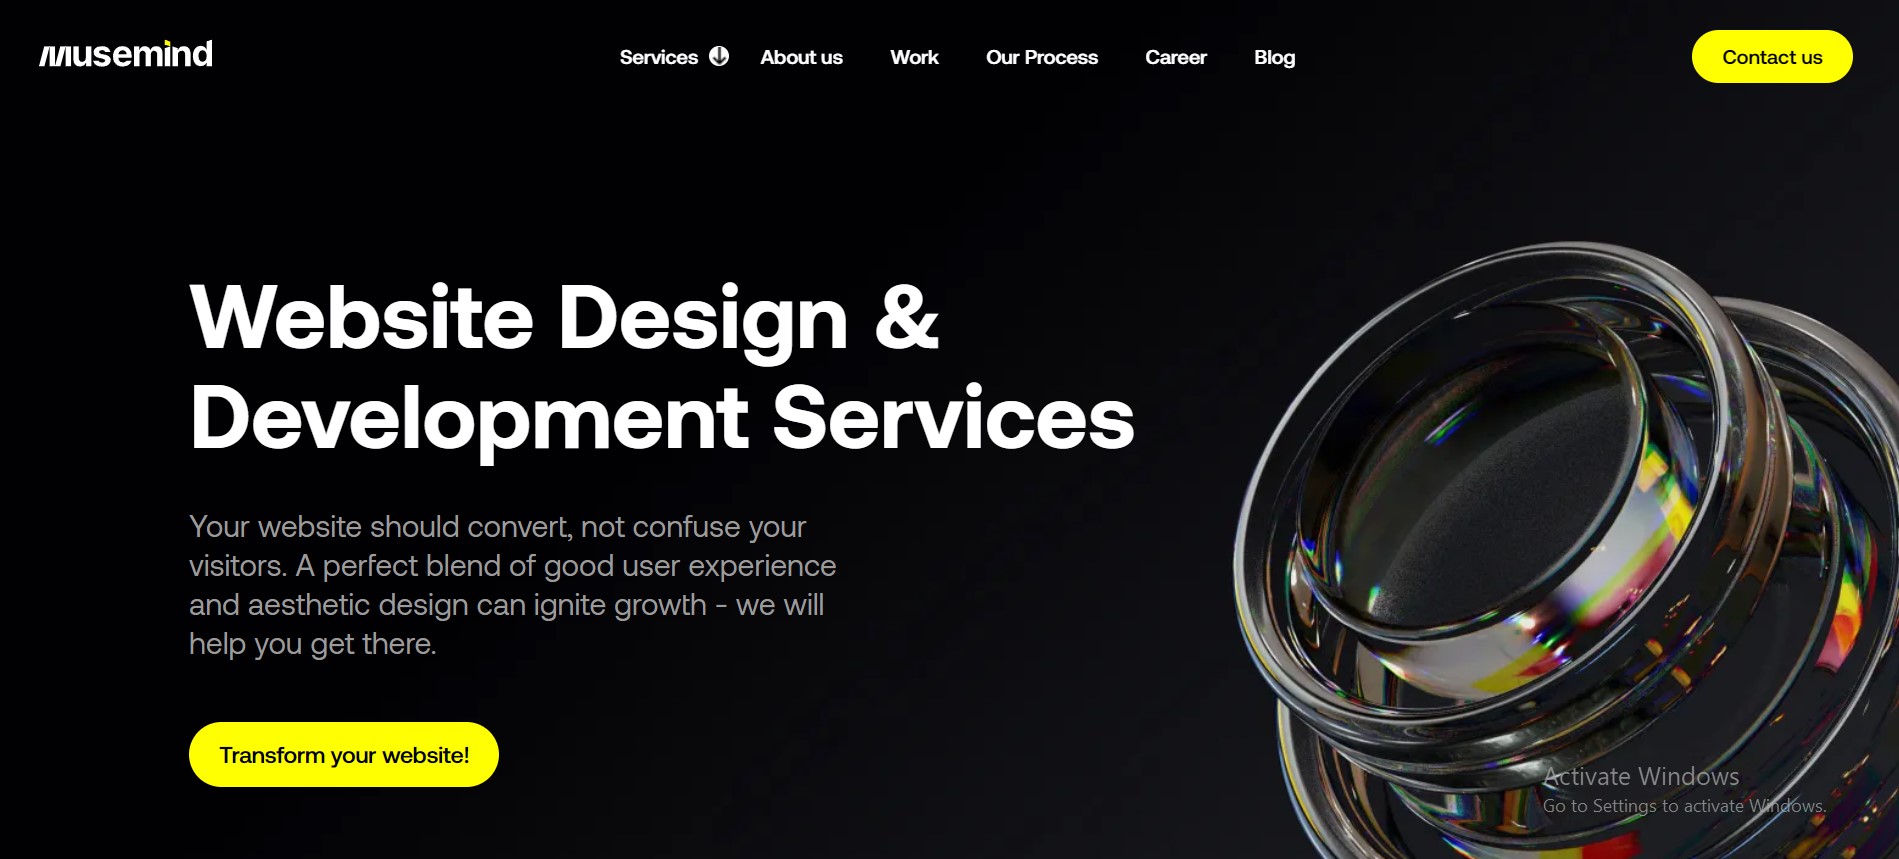 musemind
Services
About us
Work
Our Process
Career
Blog
Contact us
Website Design &
Development Services
Your website should convert, not confuse your
visitors. A perfect blend of good user experience
and aesthetic design can ignite growth - we will
help you get there.
Transform your website!
Activate Windows
Go to Settings to activate Windows.